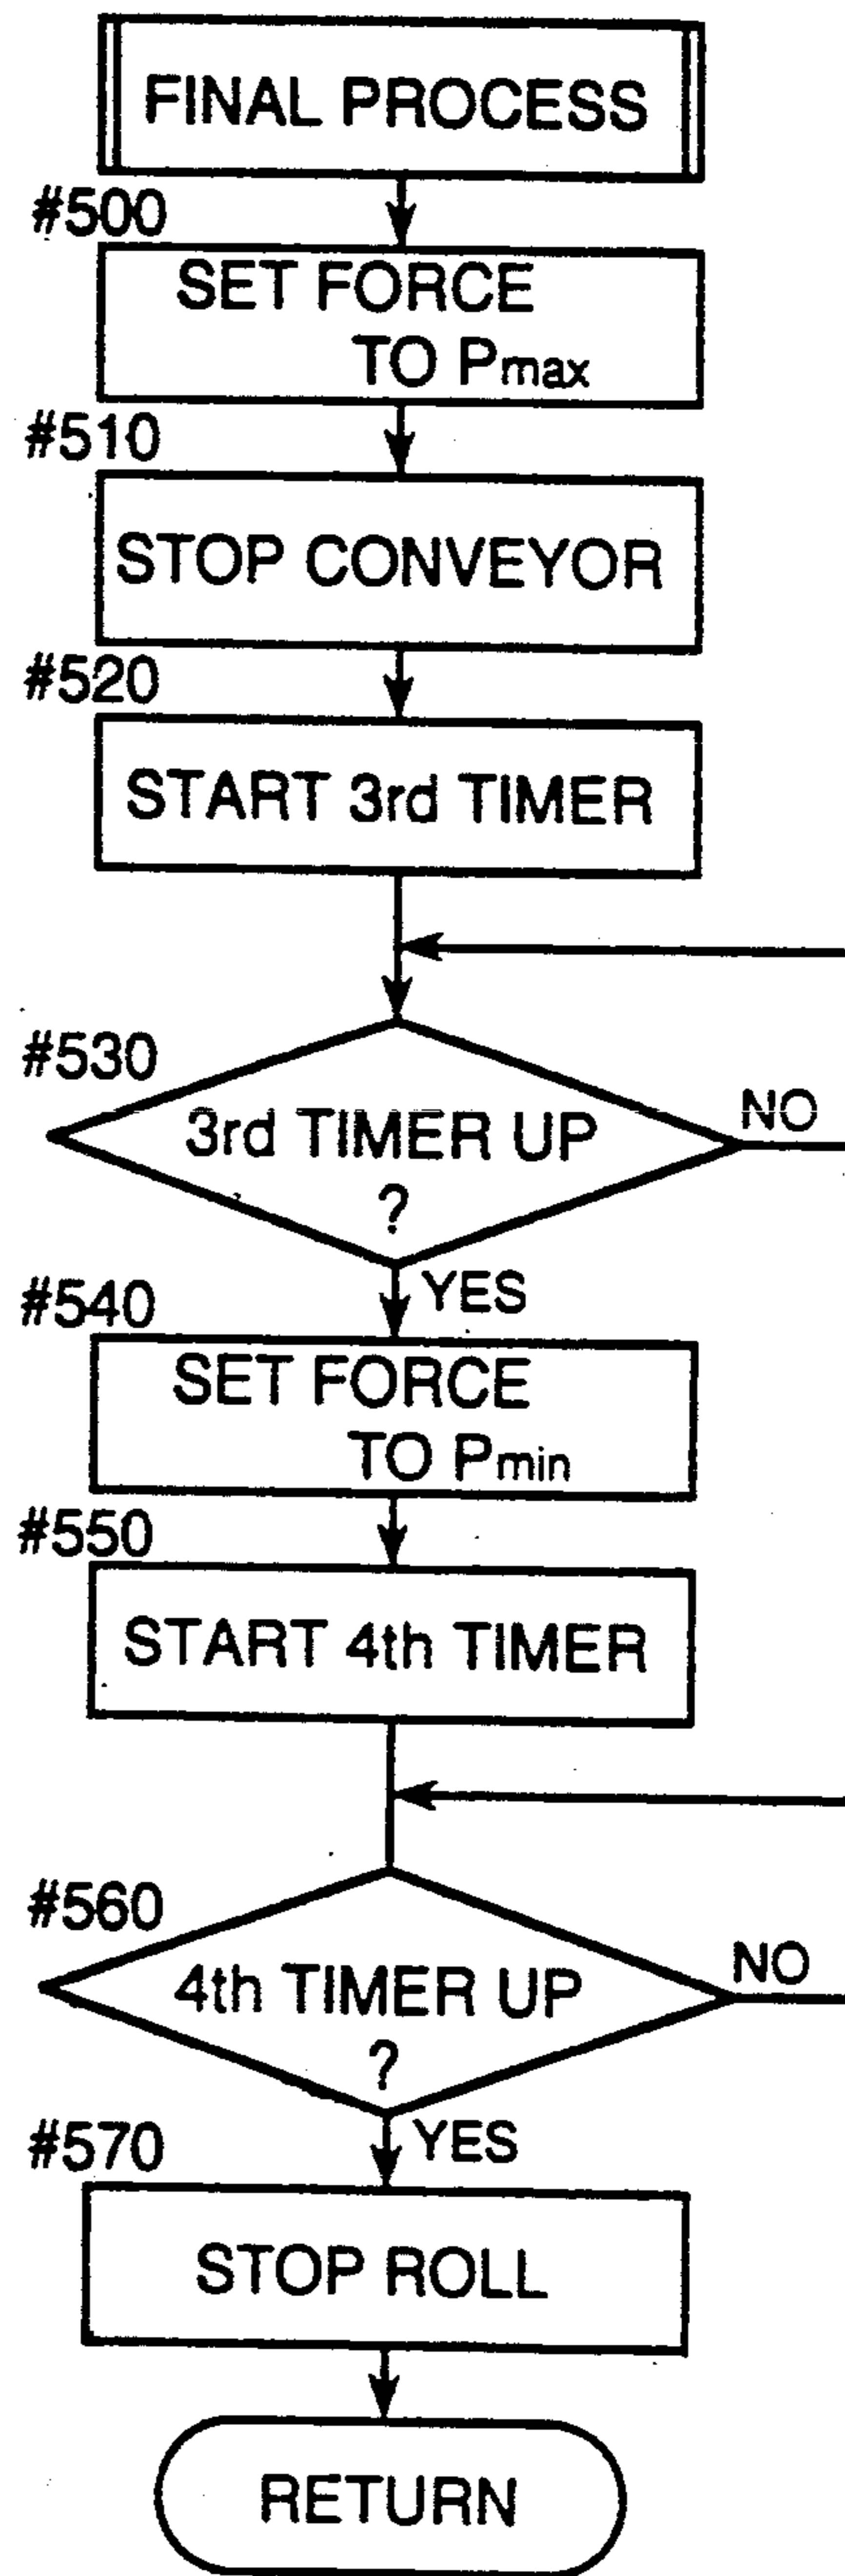 FINAL PROCESS
#500
SET FORCE
TO Pmax
#510
STOP CONVEYOR
#520
START 3rd TIMER
#530
3rd TIMER UP
?
NO
YES
#540
SET FORCE
TO Pmin
#550
START 4th TIMER
#560
4th TIMER UP
?
NO
YES
#570
STOP ROLL
RETURN